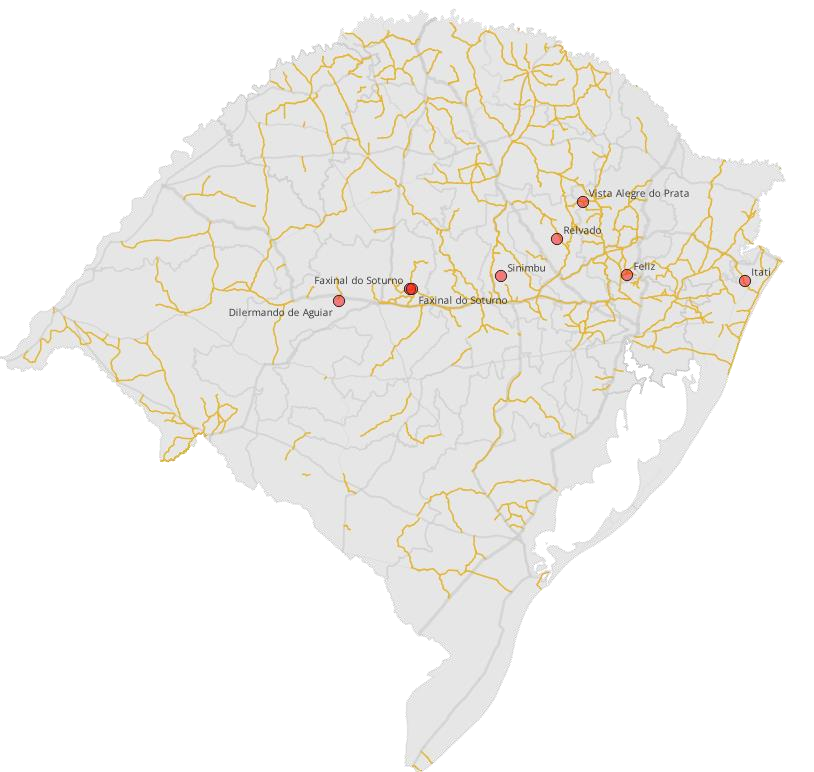 Vista Alegre do Prata
Relvado
Sinimbu
Feliz
Itati
Faxinal do Soturno
Faxinal do Soturno
Dilermando de Aguiar